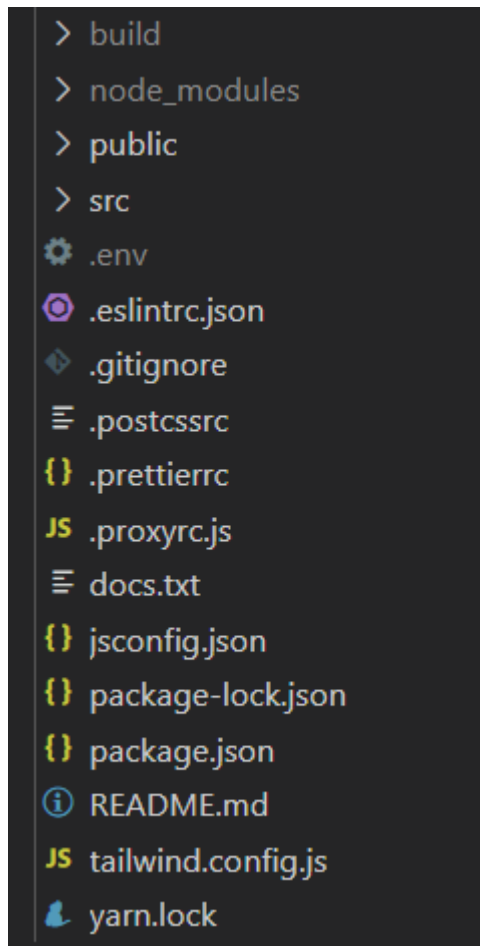 build
node_modules
public
src
.env
.eslintrc.json
.gitignore
.postcssrc
{} .prettierrc
JS .proxyrc.js
docs.txt
{} jsconfig.json
{} package-lock.json
{} package.json
README.md
JS tailwind.config.js
yarn.lock